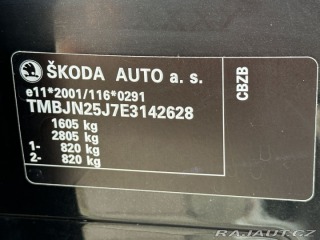 ŠKODA AUTO a. s.
e11*2001/116*0291
TMBJN25J7E3142628
1605 kg
2805 kg
1- 820 kg
2- 820 kg
CBZB
RAJAUT.CZ